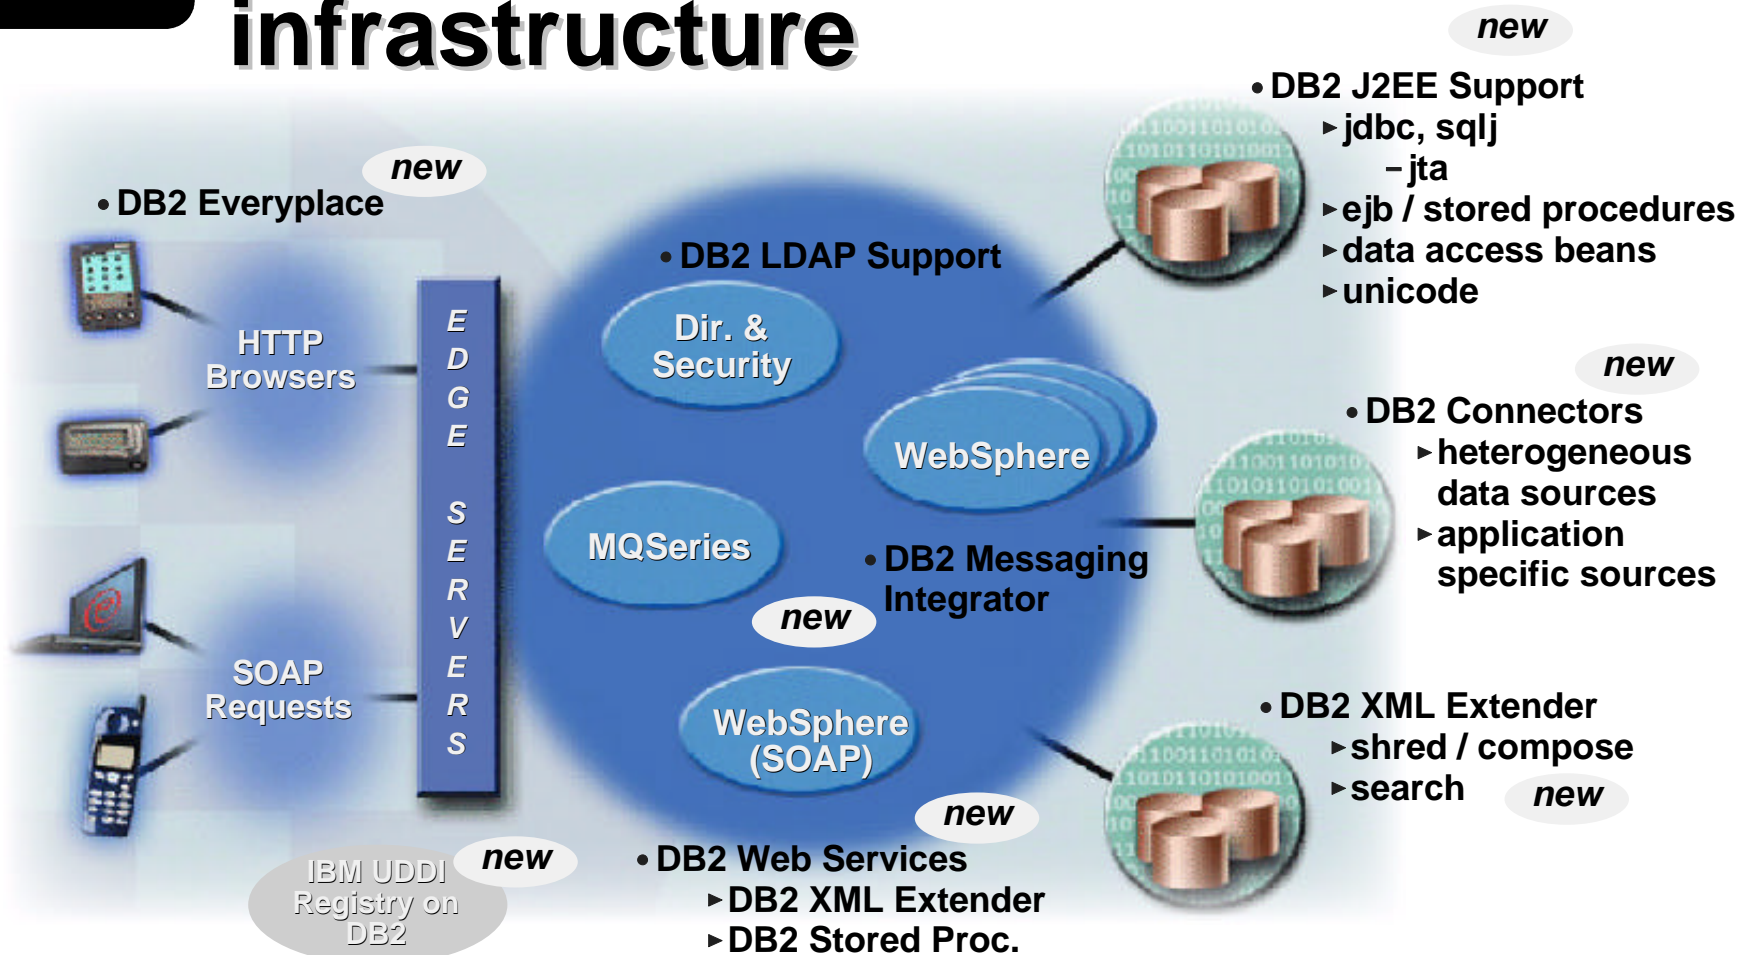 infrastructure
new
• DB2 J2EE Support
► jdbc, sqlj
– jta
► ejb / stored procedures
► data access beans
► unicode
new
• DB2 Everyplace
HTTP
Browsers
SOAP
Requests
EDGE SERVERS
• DB2 LDAP Support
Dir. &
Security
WebSphere
MQSeries
• DB2 Messaging
Integrator
new
WebSphere
(SOAP)
new
• DB2 Connectors
► heterogeneous
data sources
► application
specific sources
• DB2 XML Extender
► shred / compose
► search
new
new
• DB2 Web Services
► DB2 XML Extender
► DB2 Stored Proc.
IBM UDDI
Registry on
DB2
new